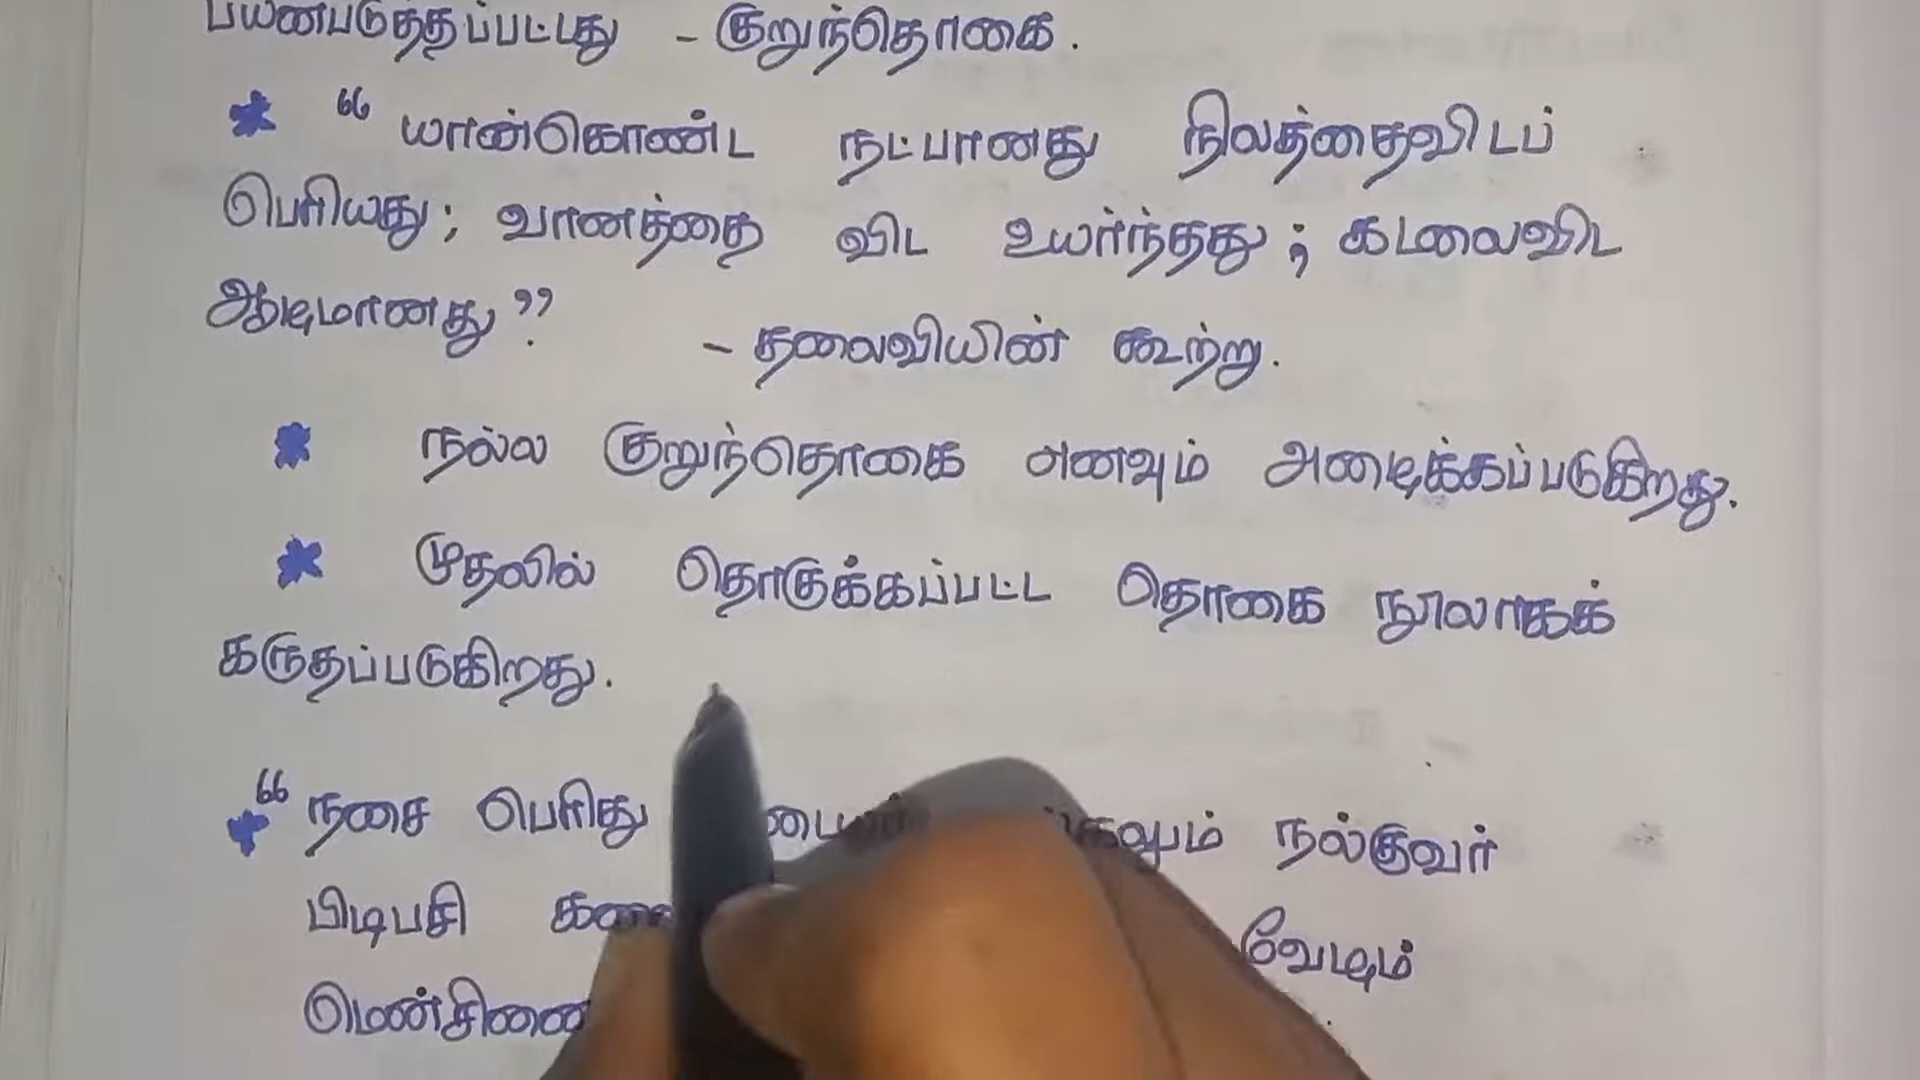 பயன்படுத்தப்பட்டது - குறுந்தொகை.
* "யான்கொண்ட நட்பானது நிலத்தைவிடப்
பெரியது; வானத்தை விட உயர்ந்தது; கடலைவிட
ஆழமானது".
- தலைவியின் கூற்று.
* நல்ல குறுந்தொகை எனவும் அழைக்கப்படுகிறது.
* முதலில் தொகுக்கப்பட்ட தொகை நூலாகக்
கருதப்படுகிறது.
* "நசை பெரிது நல்குவர்
பிடிபசி வேழம்
மென்சினை